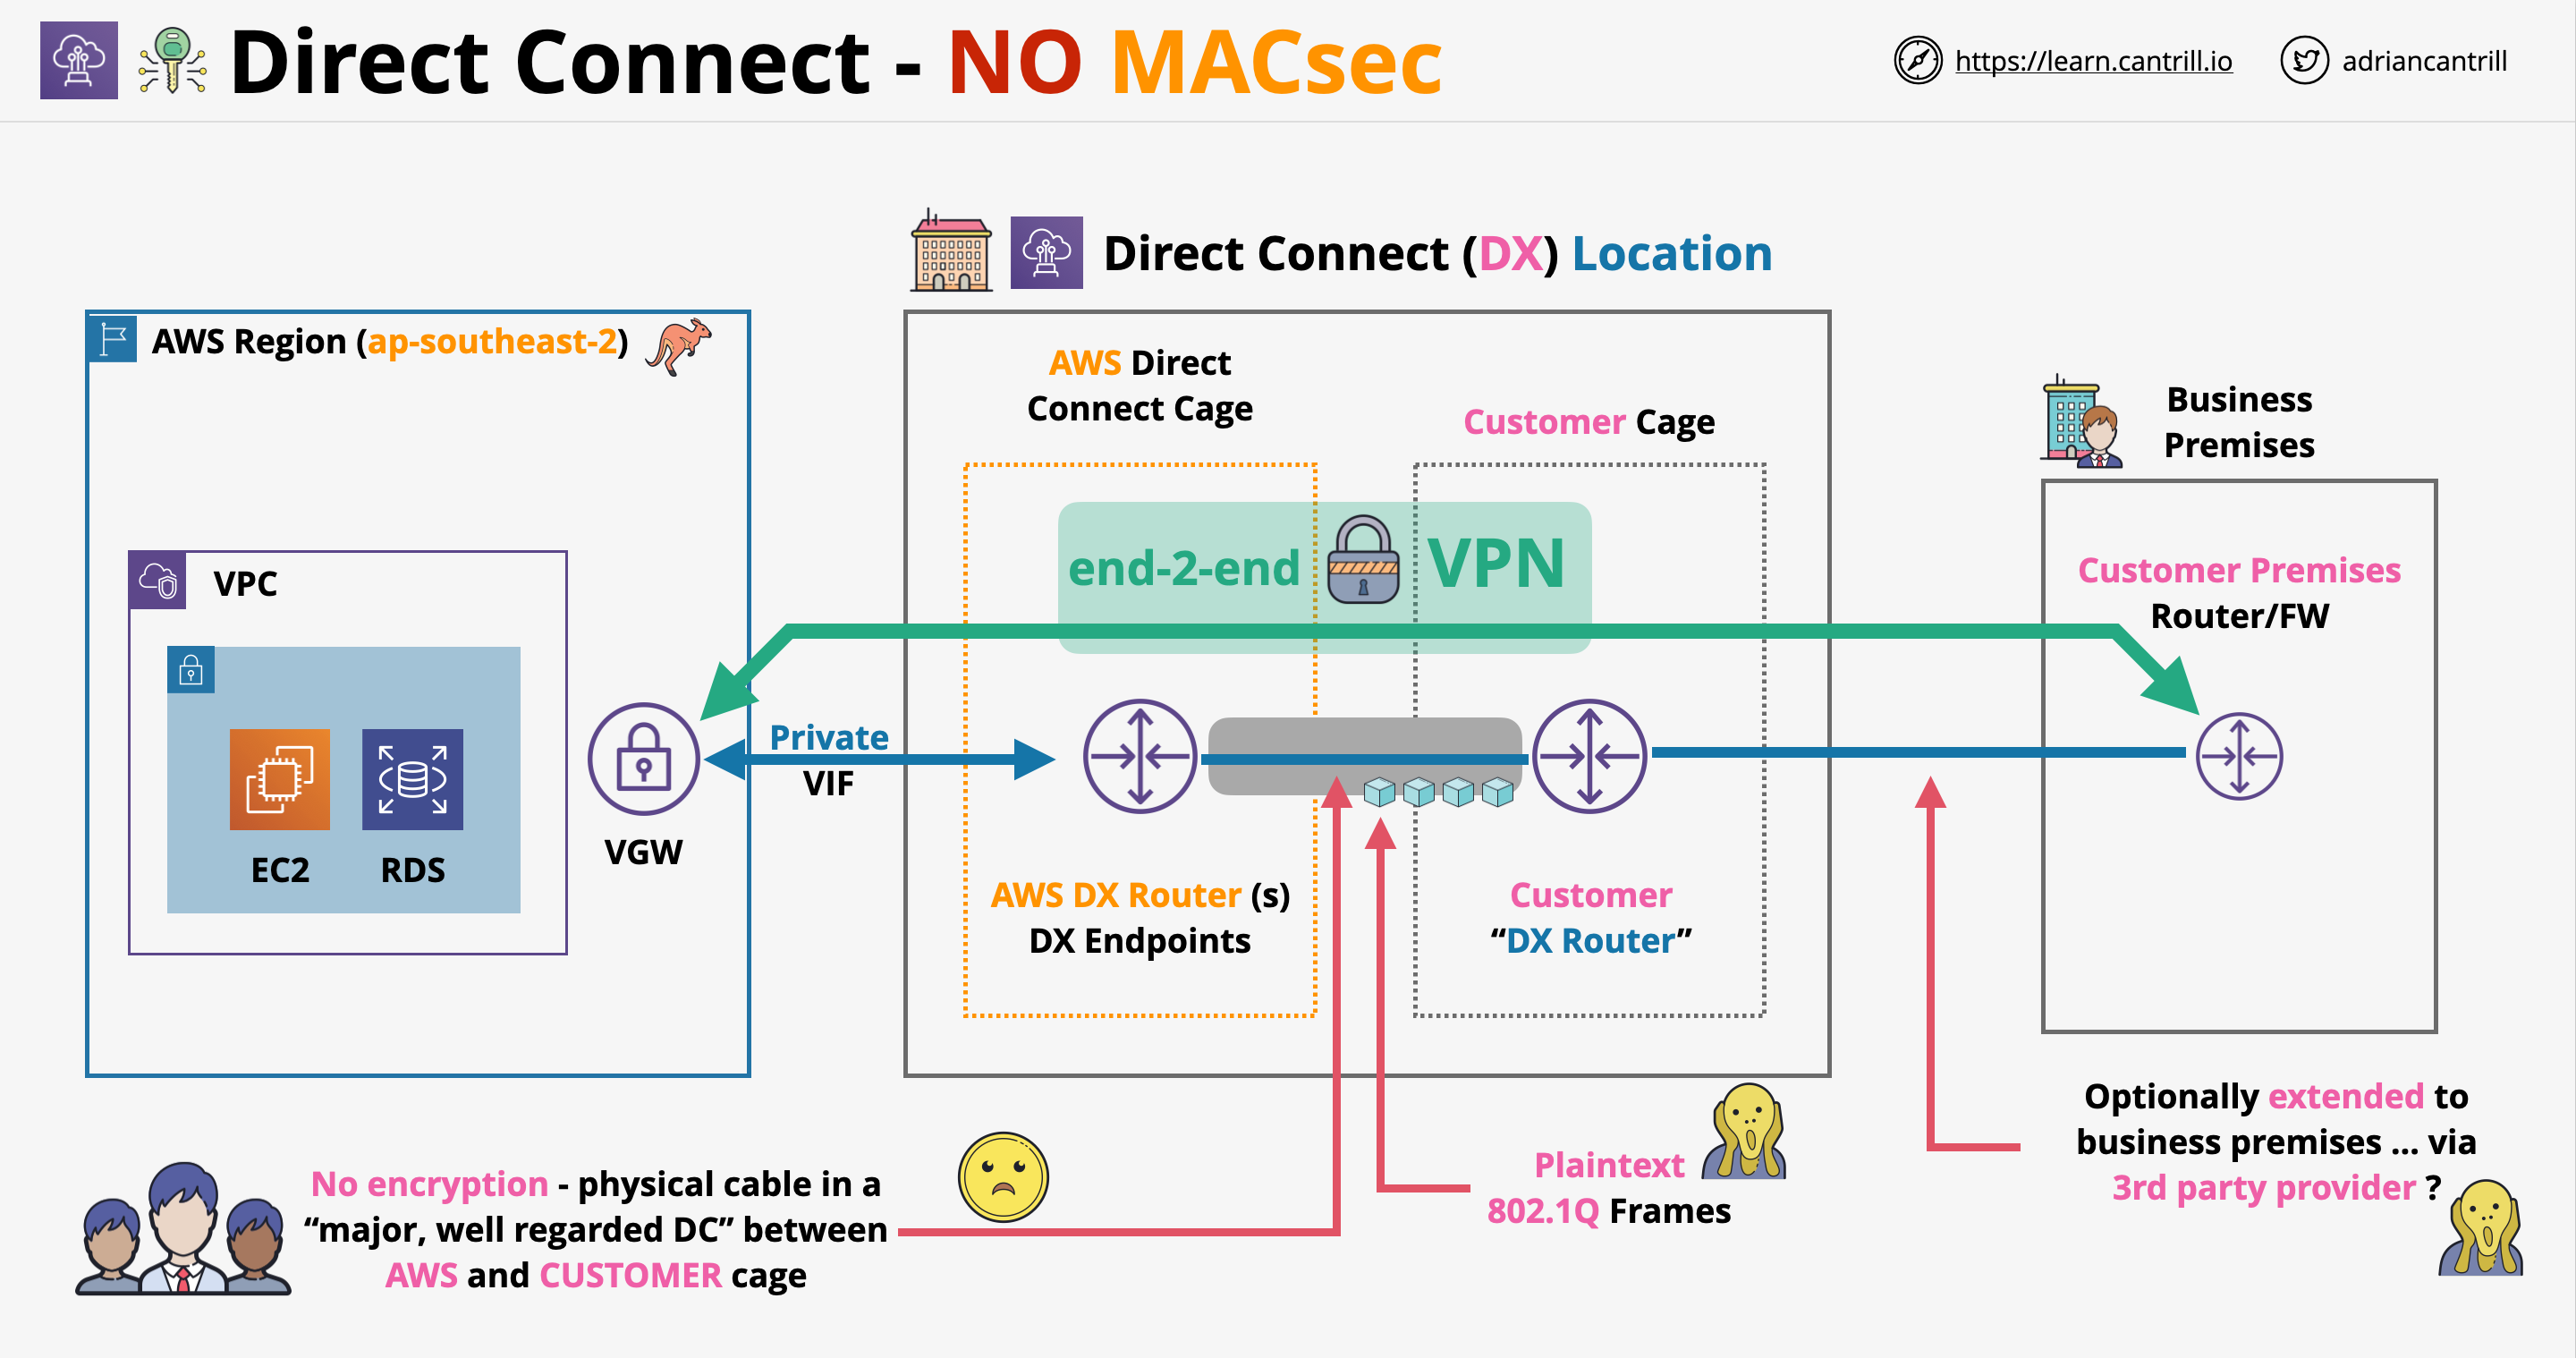 Direct Connect - NO MACsec
https://learn.cantrill.io
adriancantrill
Direct Connect (DX) Location
AWS Region (ap-southeast-2)
AWS Direct
Connect Cage
Customer Cage
Business
Premises
end-2-end
VPN
VPC
Customer Premises
Router/FW
Private
VIF
VGW
EC2
RDS
AWS DX Router (s)
DX Endpoints
Customer
“DX Router”
No encryption - physical cable in a
“major, well regarded DC” between
AWS and CUSTOMER cage
Plaintext
802.1Q Frames
Optionally extended to
business premises ... via
3rd party provider ?